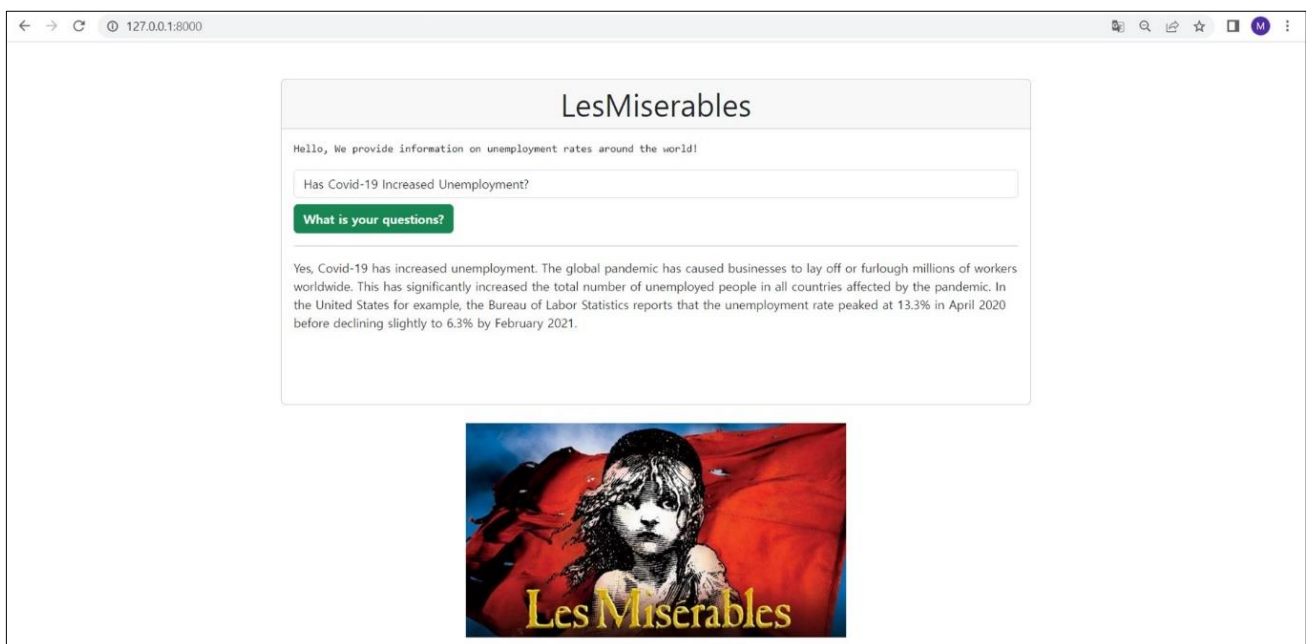 127.0.0.1:8000
M
LesMiserables
Hello, We provide information on unemployment rates around the world!
Has Covid-19 Increased Unemployment?
What is your questions?
Yes, Covid-19 has increased unemployment. The global pandemic has caused businesses to lay off or furlough millions of workers
worldwide. This has significantly increased the total number of unemployed people in all countries affected by the pandemic. In
the United States for example, the Bureau of Labor Statistics reports that the unemployment rate peaked at 13.3% in April 2020
before declining slightly to 6.3% by February 2021.
Les Misérables